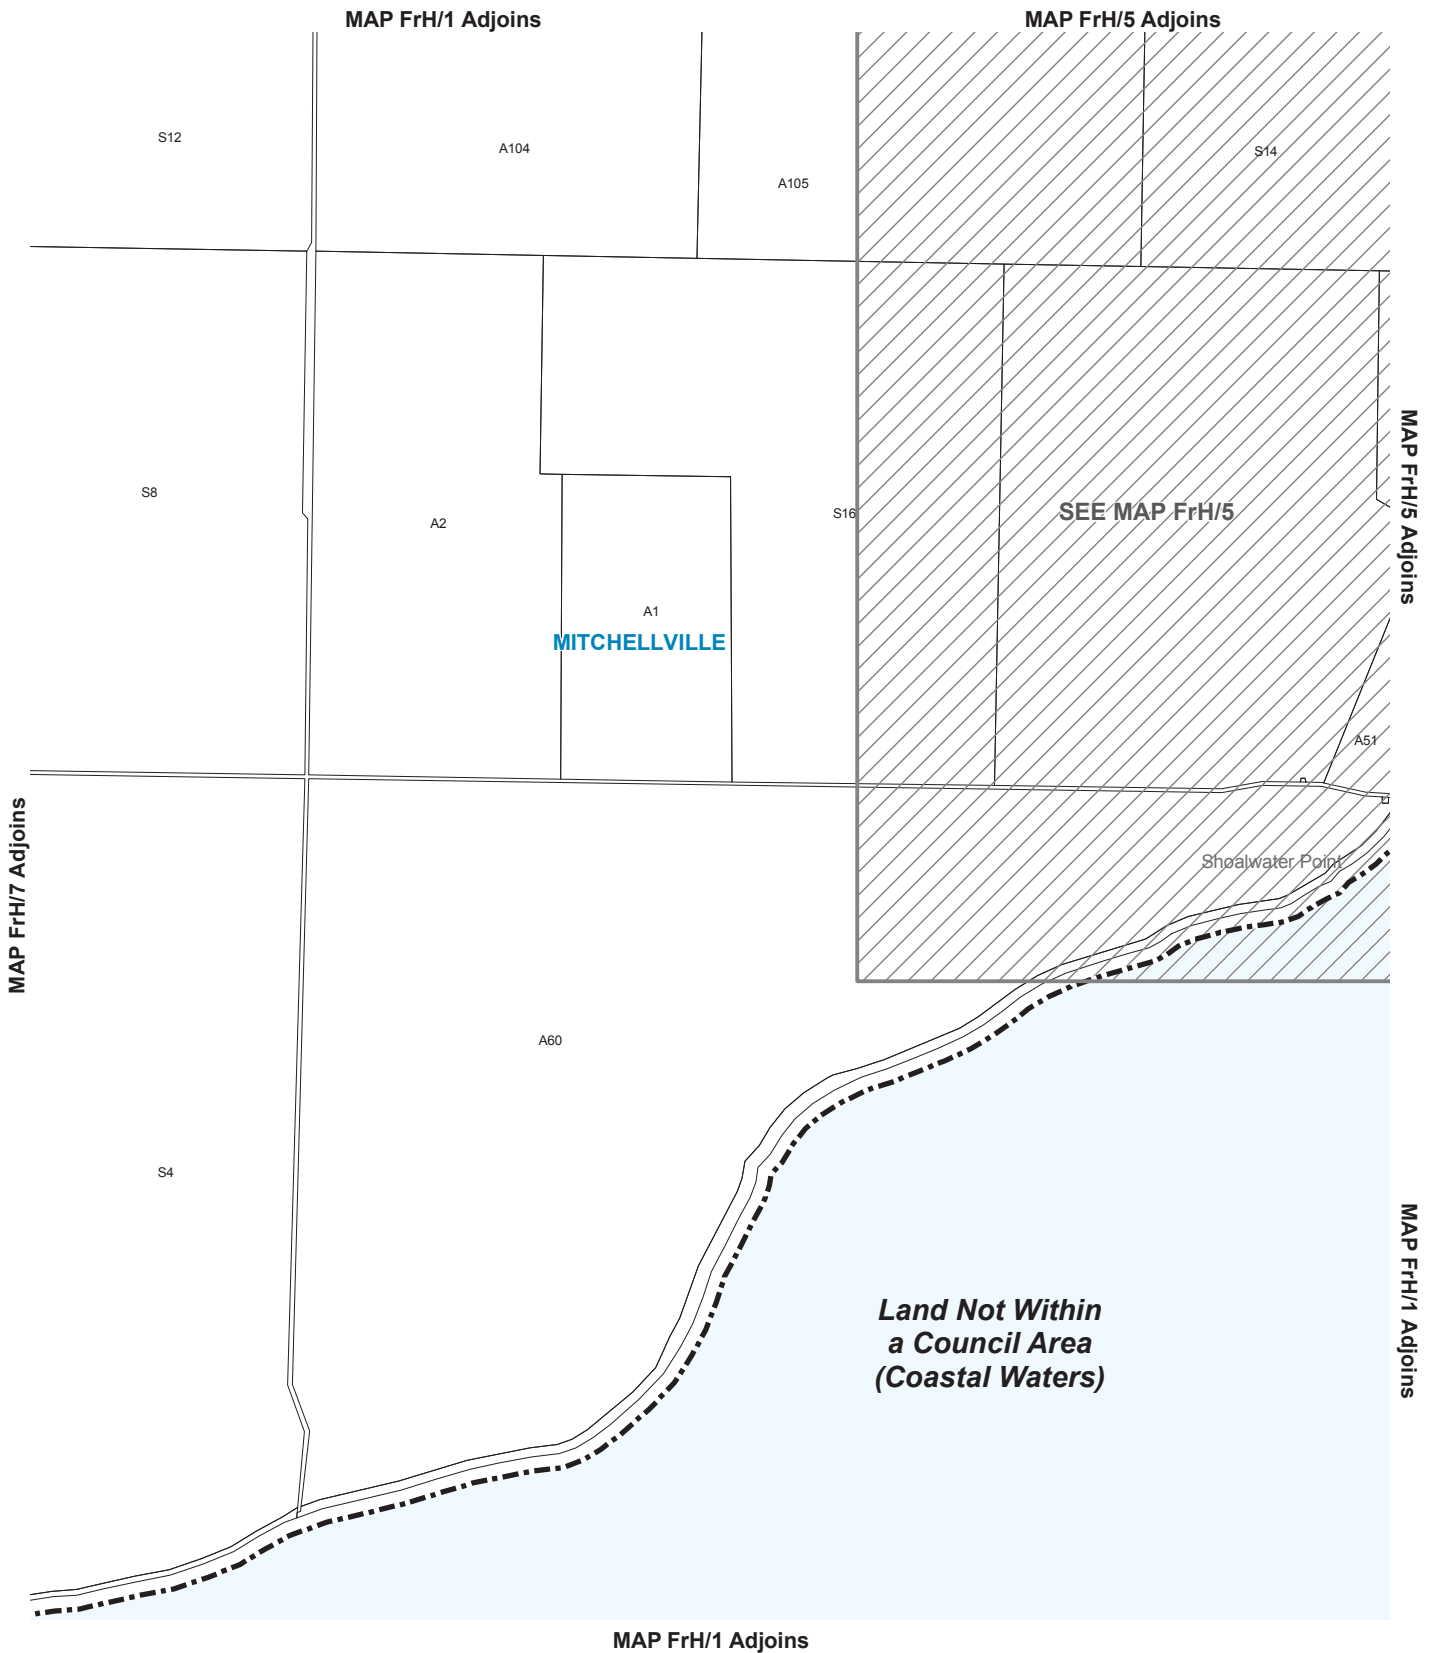 MAP FrH/1 Adjoins
MAP FrH/5 Adjoins
S12
A104
S14
A105
MAP FrH/5 Adjoins
S8
A2
S16
SEE MAP FrH/5
A1
MITCHELLVILLE
A51
MAP FrH/7 Adjoins
Shoalwater Point
A60
S4
MAP FrH/1 Adjoins
Land Not Within
a Council Area
(Coastal Waters)
MAP FrH/1 Adjoins